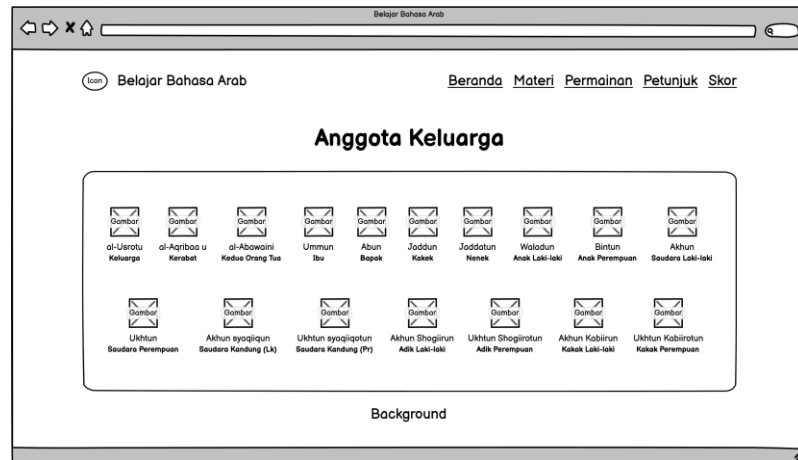 Belajar Bahasa Arab
Icon Belajar Bahasa Arab Beranda Materi Permainan Petunjuk Skor
Anggota Keluarga
Gambar Gambar Gambar Gambar Gambar Gambar Gambar Gambar Gambar Gambar
al-Usrotu al-Aqribaa u al-Abawaini Ummun Abun Jaddun Jaddatun Waladun Bintun Akhun
Keluarga Kerabat Kedua Orang Tua Ibu Bapak Kakek Nenek Anak Laki-laki Anak Perempuan Saudara Laki-laki
Gambar Gambar Gambar Gambar Gambar Gambar Gambar
Ukhtun Akhun syaqiiqun Ukhtun syaqiiqotun Akhun Shogiirun Ukhtun Shogiirotun Akhun Kabiirun Ukhtun Kabiirotun
Saudara Perempuan Saudara Kandung (Lk) Saudara Kandung (Pr) Adik Laki-laki Adik Perempuan Kakak Laki-laki Kakak Perempuan
Background